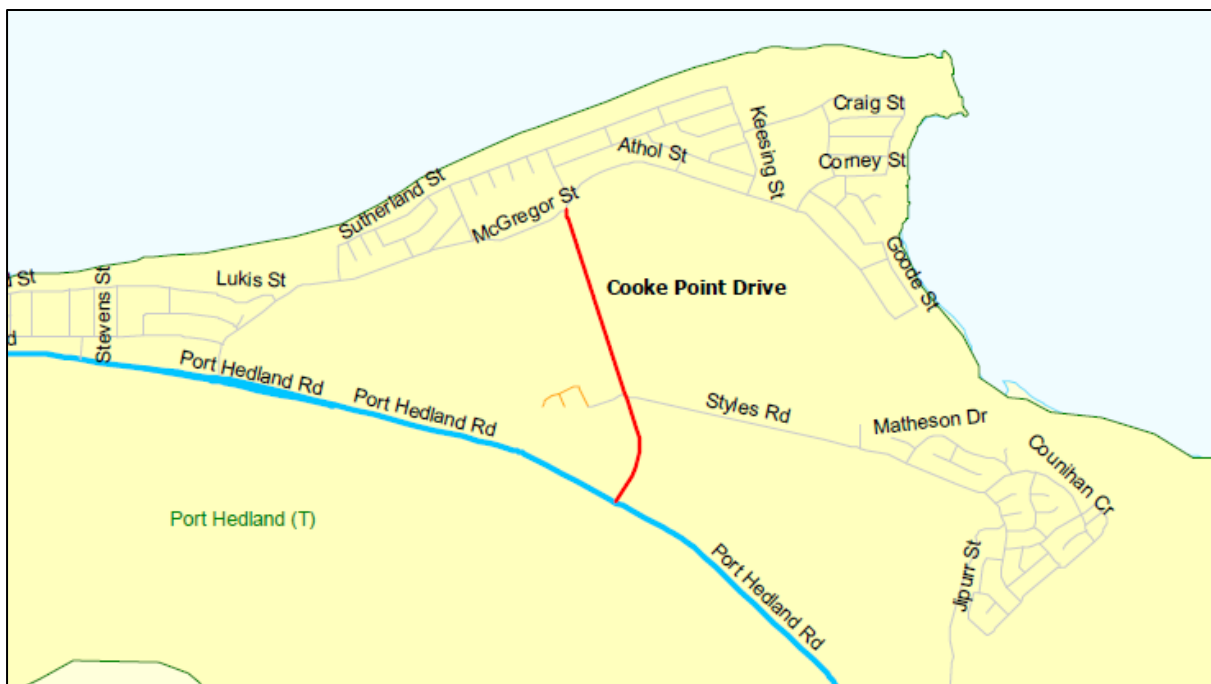 Craig St
Keesing St
Athol St
Corney St
Sutherland St
McGregor St
Goode St
Lukis St
St
Stevens St
Cooke Point Drive
d
Port Hedland Rd
Port Hedland Rd
Styles Rd
Matheson Dr
Counihan Cr
Port Hedland (T)
Jipurr St
Port Hedland Rd